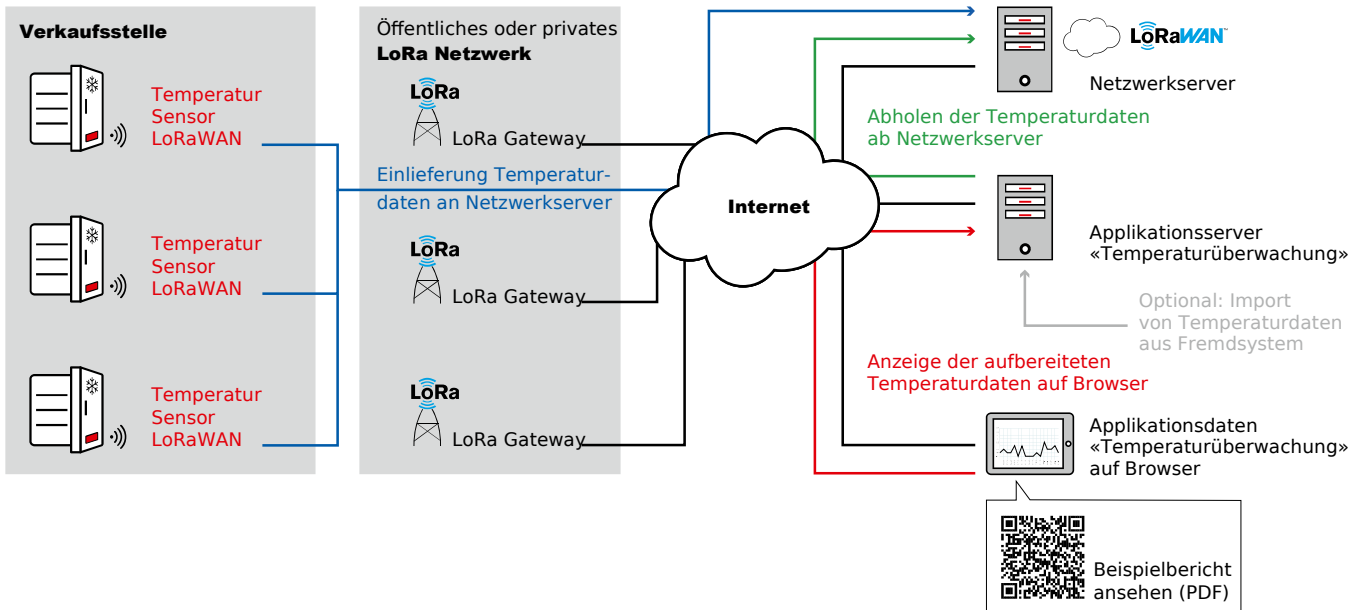 Verkaufsstelle
Temperatur
Sensor
LoRaWAN
Temperatur
Sensor
LoRaWAN
Temperatur
Sensor
LoRaWAN
Öffentliches oder privates
LoRa Netzwerk
LoRa
LoRa Gateway
Einlieferung Temperatur-
daten an Netzwerkserver
LoRa
LoRa Gateway
LoRa
LoRa Gateway
Internet
LoRaWAN™
Netzwerkserver
Abholen der Temperaturdaten
ab Netzwerkserver
Applikationsserver
«Temperaturüberwachung»
Optional: Import
von Temperaturdaten
aus Fremdsystem
Anzeige der aufbereiteten
Temperaturdaten auf Browser
Applikationsdaten
«Temperaturüberwachung»
auf Browser
Beispielbericht
ansehen (PDF)